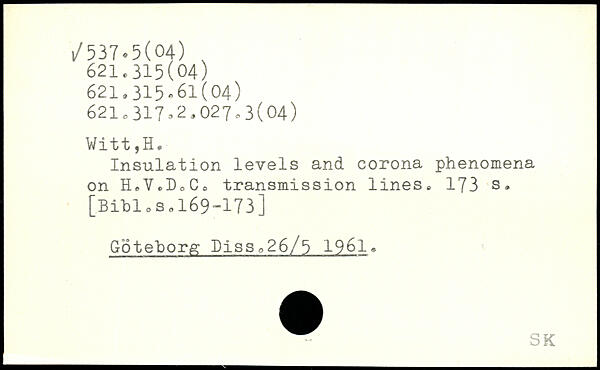 √537.5(04)
621.315(04)
621.315.61(04)
621.317.2.027.3(04)
Witt,H.
Insulation levels and corona phenomena
on H.V.D.C. transmission lines. 173 s.
[Bibl.s.169-173]
Göteborg Diss.26/5 1961.
SK